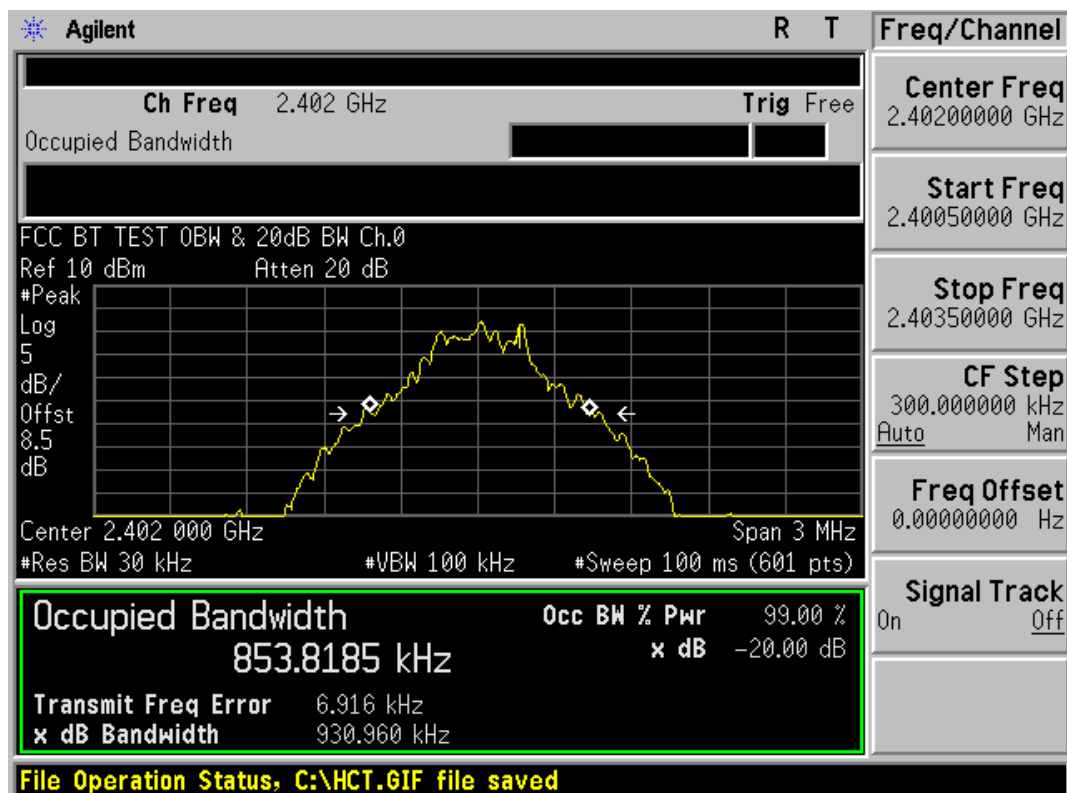 Agilent R T Freq/Channel
Ch Freq 2.402 GHz Trig Free
Occupied Bandwidth
Center Freq
2.40200000 GHz
Start Freq
2.40050000 GHz
Stop Freq
2.40350000 GHz
CF Step
300.000000 kHz
Auto Man
Freq Offset
0.00000000 Hz
Signal Track
On Off
FCC BT TEST OBW & 20dB BW Ch.0
Ref 10 dBm Atten 20 dB
#Peak
Log
5
dB/
Offst
8.5
dB
Center 2.402 000 GHz Span 3 MHz
#Res BW 30 kHz #VBW 100 kHz #Sweep 100 ms (601 pts)
Occupied Bandwidth Occ BW % Pwr 99.00 %
853.8185 kHz x dB -20.00 dB
Transmit Freq Error 6.916 kHz
x dB Bandwidth 930.960 kHz
File Operation Status, C:\HCT.GIF file saved